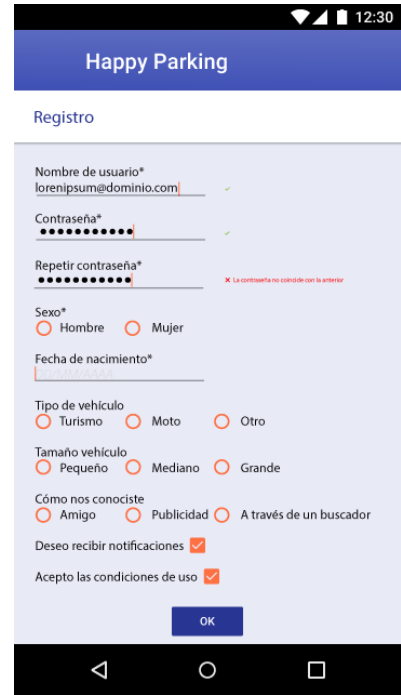 12:30
Happy Parking
Registro
Nombre de usuario*
lorenipsum@dominio.com
Contraseña*
Repetir contraseña*
La contraseña no coincide con la anterior
Sexo*
Hombre Mujer
Fecha de nacimiento*
DD/MM/AAAA
Tipo de vehículo
Turismo Moto Otro
Tamaño vehículo
Pequeño Mediano Grande
Cómo nos conociste
Amigo Publicidad A través de un buscador
Deseo recibir notificaciones
Acepto las condiciones de uso
OK